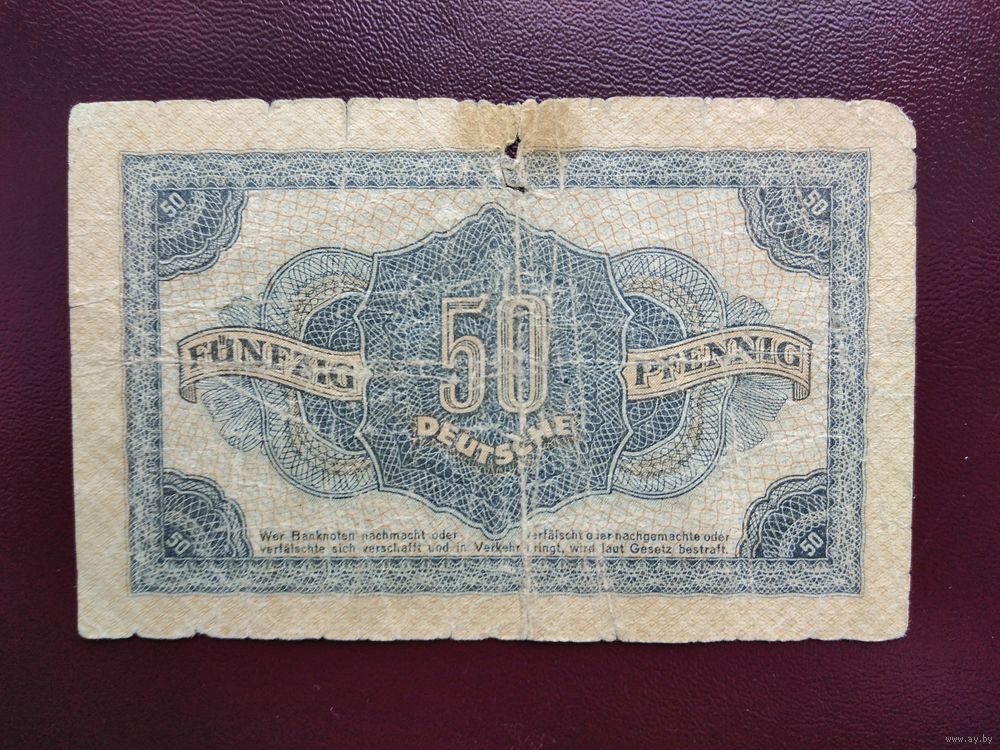 50 50
50
FÜNFZIG PFENNIG
DEUTSCHE
Wer Banknoten nachmacht oder verfälscht oder nachgemachte oder
verfälschte sich verschafft und in Verkehr ringt, wird laut Gesetz bestraft.
50 50
www.ay.by